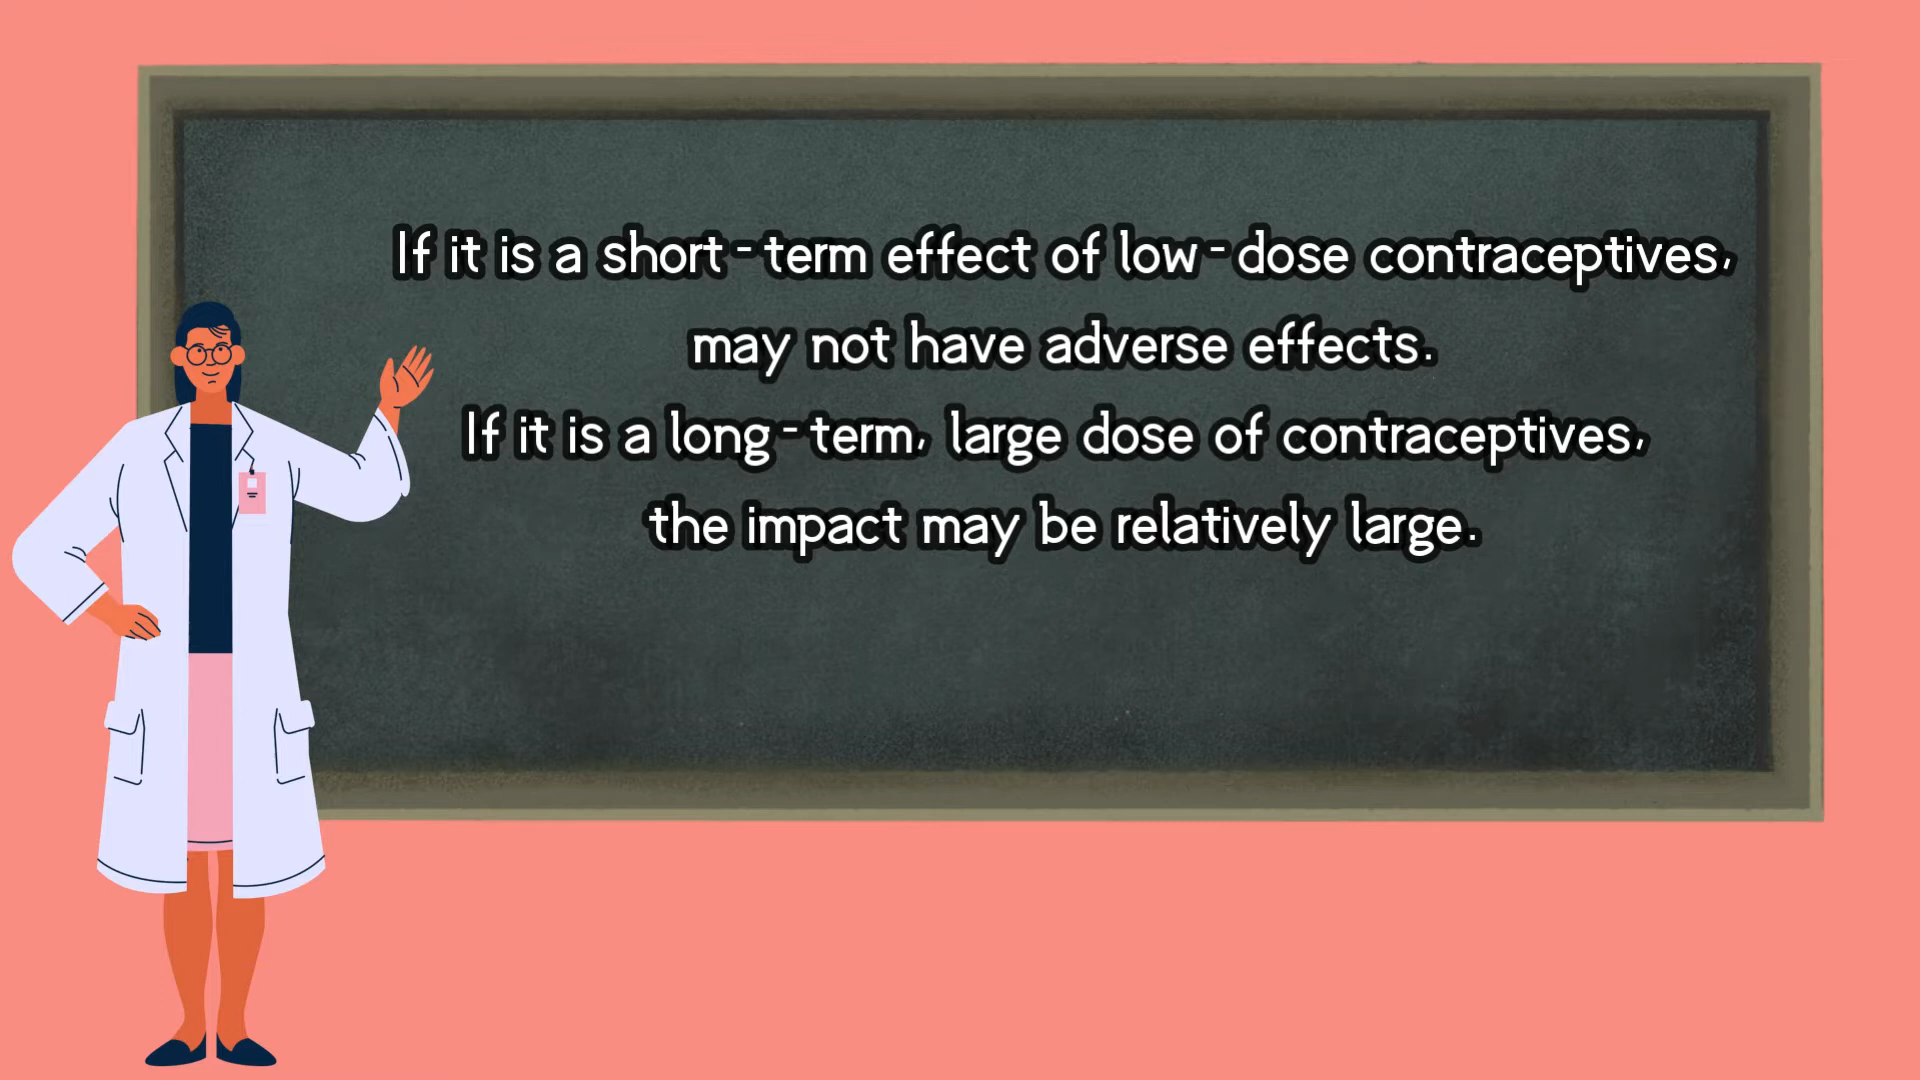 If it is a short-term effect of low-dose contraceptives,
may not have adverse effects.
If it is a long-term, large dose of contraceptives,
the impact may be relatively large.